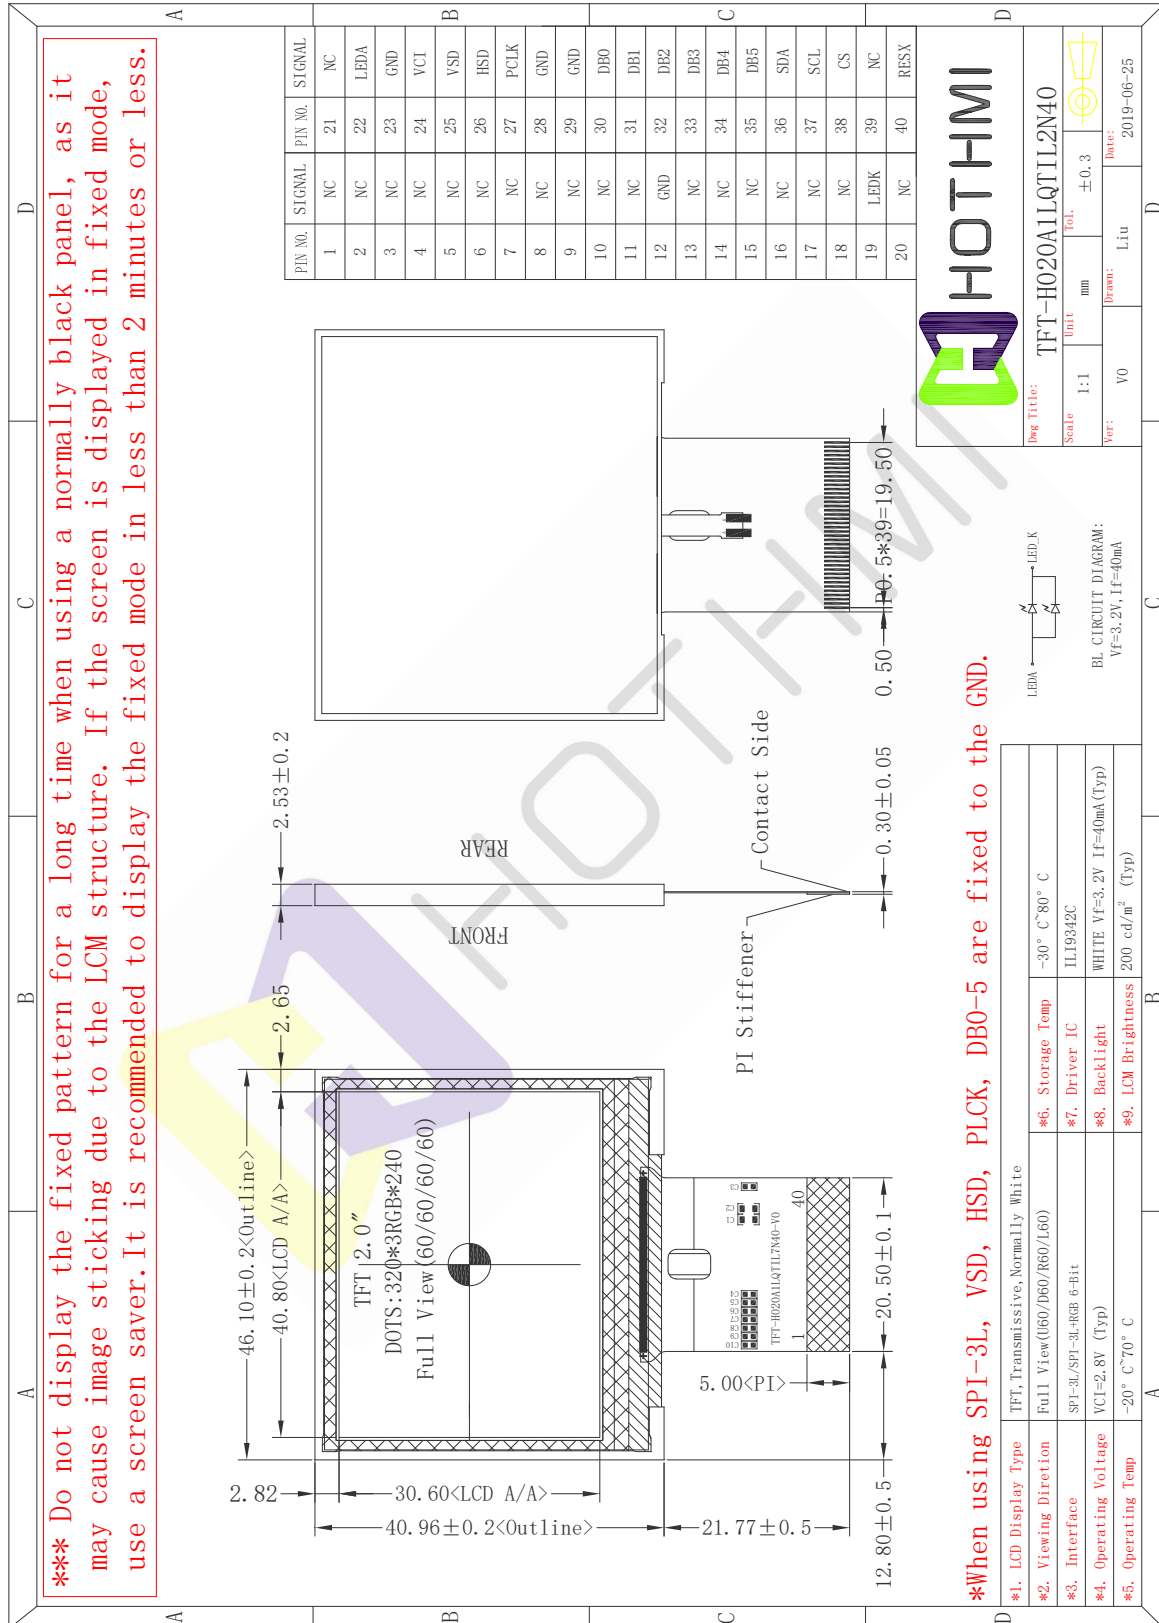 *** Do not display the fixed pattern for a long time when using a normally black panel, as it
may cause image sticking due to the LCM structure. If the screen is displayed in fixed mode,
use a screen saver.It is recommended to display the fixed mode in less than 2 minutes or less.
A
B
C
D
A
B
C
D
A
B
C
D
A
B
C
D
46.10±0.2<Outline>
2.65
2.53±0.2
40.80<LCD A/A>
2.82
30.60<LCD A/A>
40.96±0.2<Outline>
21.77±0.5
12.80±0.5
TFT 2.0"
DOTS:320*3RGB*240
Full View(60/60/60/60)
C10
C9
C8
C7
C6
C5
C4
C1
C2
C3
TFT-H020A1LQTIL7N40-V0
1
40
5.00<PI>
20.50±0.1
FRONT
REAR
PI Stiffener
Contact Side
0.30±0.05
0.50
P0.5*39=19.50
HOTHMI
PIN NO. SIGNAL PIN NO. SIGNAL
1 NC 21 NC
2 NC 22 LEDA
3 NC 23 GND
4 NC 24 VCI
5 NC 25 VSD
6 NC 26 HSD
7 NC 27 PCLK
8 NC 28 GND
9 NC 29 GND
10 NC 30 DB0
11 NC 31 DB1
12 GND 32 DB2
13 NC 33 DB3
14 NC 34 DB4
15 NC 35 DB5
16 NC 36 SDA
17 NC 37 SCL
18 NC 38 CS
19 LEDK 39 NC
20 NC 40 RESX
*When using SPI-3L, VSD, HSD, PLCK, DB0-5 are fixed to the GND.
*1. LCD Display Type TFT,Transmissive,Normally White
*2. Viewing Diretion Full View(U60/D60/R60/L60)
*3. Interface SPI-3L/SPI-3L+RGB 6-Bit
*4. Operating Voltage VCI=2.8V (Typ)
*5. Operating Temp -20° C~70° C
*6. Storage Temp -30° C~80° C
*7. Driver IC ILI9342C
*8. Backlight WHITE Vf=3.2V If=40mA(Typ)
*9. LCM Brightness 200 cd/m² (Typ)
LEDA
LED_K
BL CIRCUIT DIAGRAM:
Vf=3.2V,If=40mA
HOTHMI
Dwg Title:
TFT-H020A1LQTIL2N40
Scale 1:1 Unit mm Tol. ±0.3
Ver: V0 Drawn: Liu Date: 2019-06-25